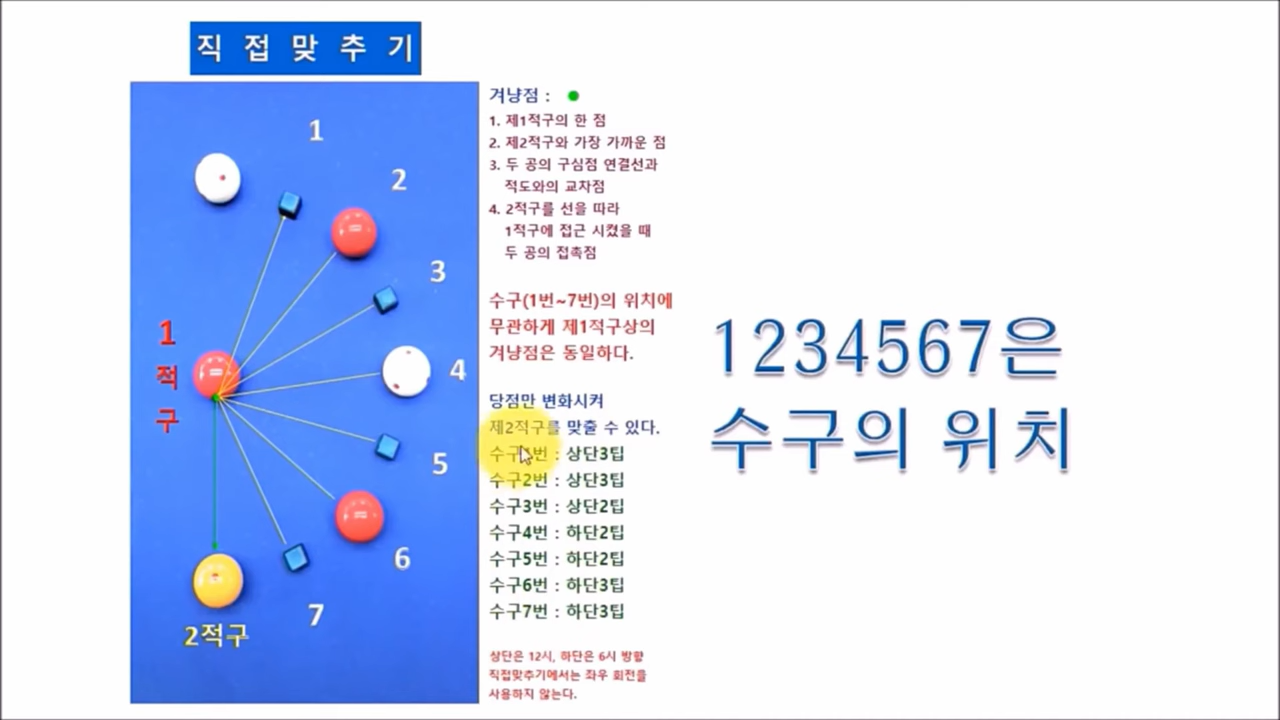 직 접 맞 추 기
1
2
3
4
5
6
7
1
적
구
2적구
겨냥점 :
1. 제1적구의 한 점
2. 제2적구와 가장 가까운 점
3. 두 공의 구심점 연결선과
적도와의 교차점
4. 2적구를 선을 따라
1적구에 접근 시켰을 때
두 공의 접촉점
수구(1번~7번)의 위치에
무관하게 제1적구상의
겨냥점은 동일하다.
당점만 변화시켜
제2적구를 맞출 수 있다.
수구1번 : 상단3팁
수구2번 : 상단3팁
수구3번 : 상단2팁
수구4번 : 하단2팁
수구5번 : 하단2팁
수구6번 : 하단3팁
수구7번 : 하단3팁
상단은 12시, 하단은 6시 방향
직접맞추기에서는 좌우 회전을
사용하지 않는다.
1234567은
수구의 위치